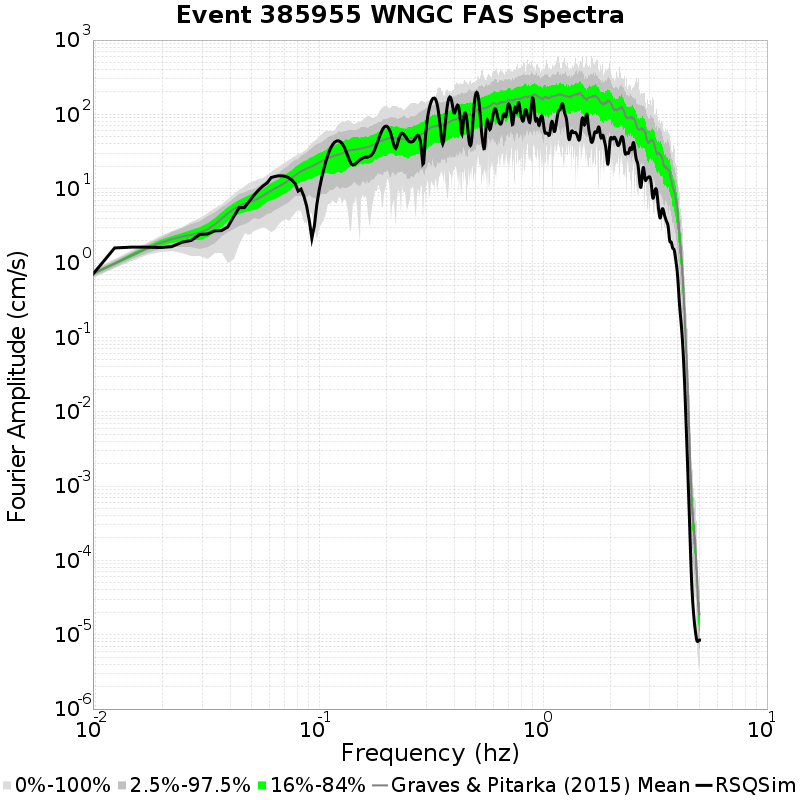 Event 385955 WNGC FAS Spectra
10^3
10^2
10^1
10^0
10^-1
10^-2
10^-3
10^-4
10^-5
10^-6
Fourier Amplitude (cm/s)
10^-2 10^-1 10^0 10^1
Frequency (hz)
0%-100% 2.5%-97.5% 16%-84% Graves & Pitarka (2015) Mean RSQSim